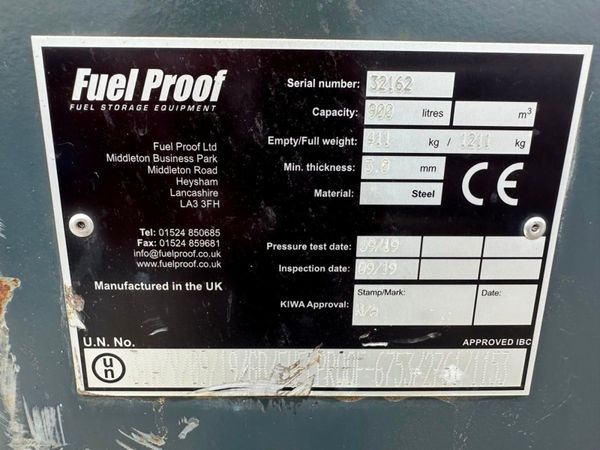 Fuel Proof
FUEL STORAGE EQUIPMENT
Fuel Proof Ltd
Middleton Business Park
Middleton Road
Heysham
Lancashire
LA3 3FH
Tel: 01524 850685
Fax: 01524 859681
info@fuelproof.co.uk
www.fuelproof.co.uk
Manufactured in the UK
Serial number: 32162
Capacity: 900 litres m³
Empty/Full weight: 411 kg / 1211 kg
Min. thickness: 3.0 mm
Material: Steel
CE
Pressure test date: 09/19
Inspection date: 09/19
KIWA Approval: Stamp/Mark: Date:
n/a
U.N. No. APPROVED IBC
un